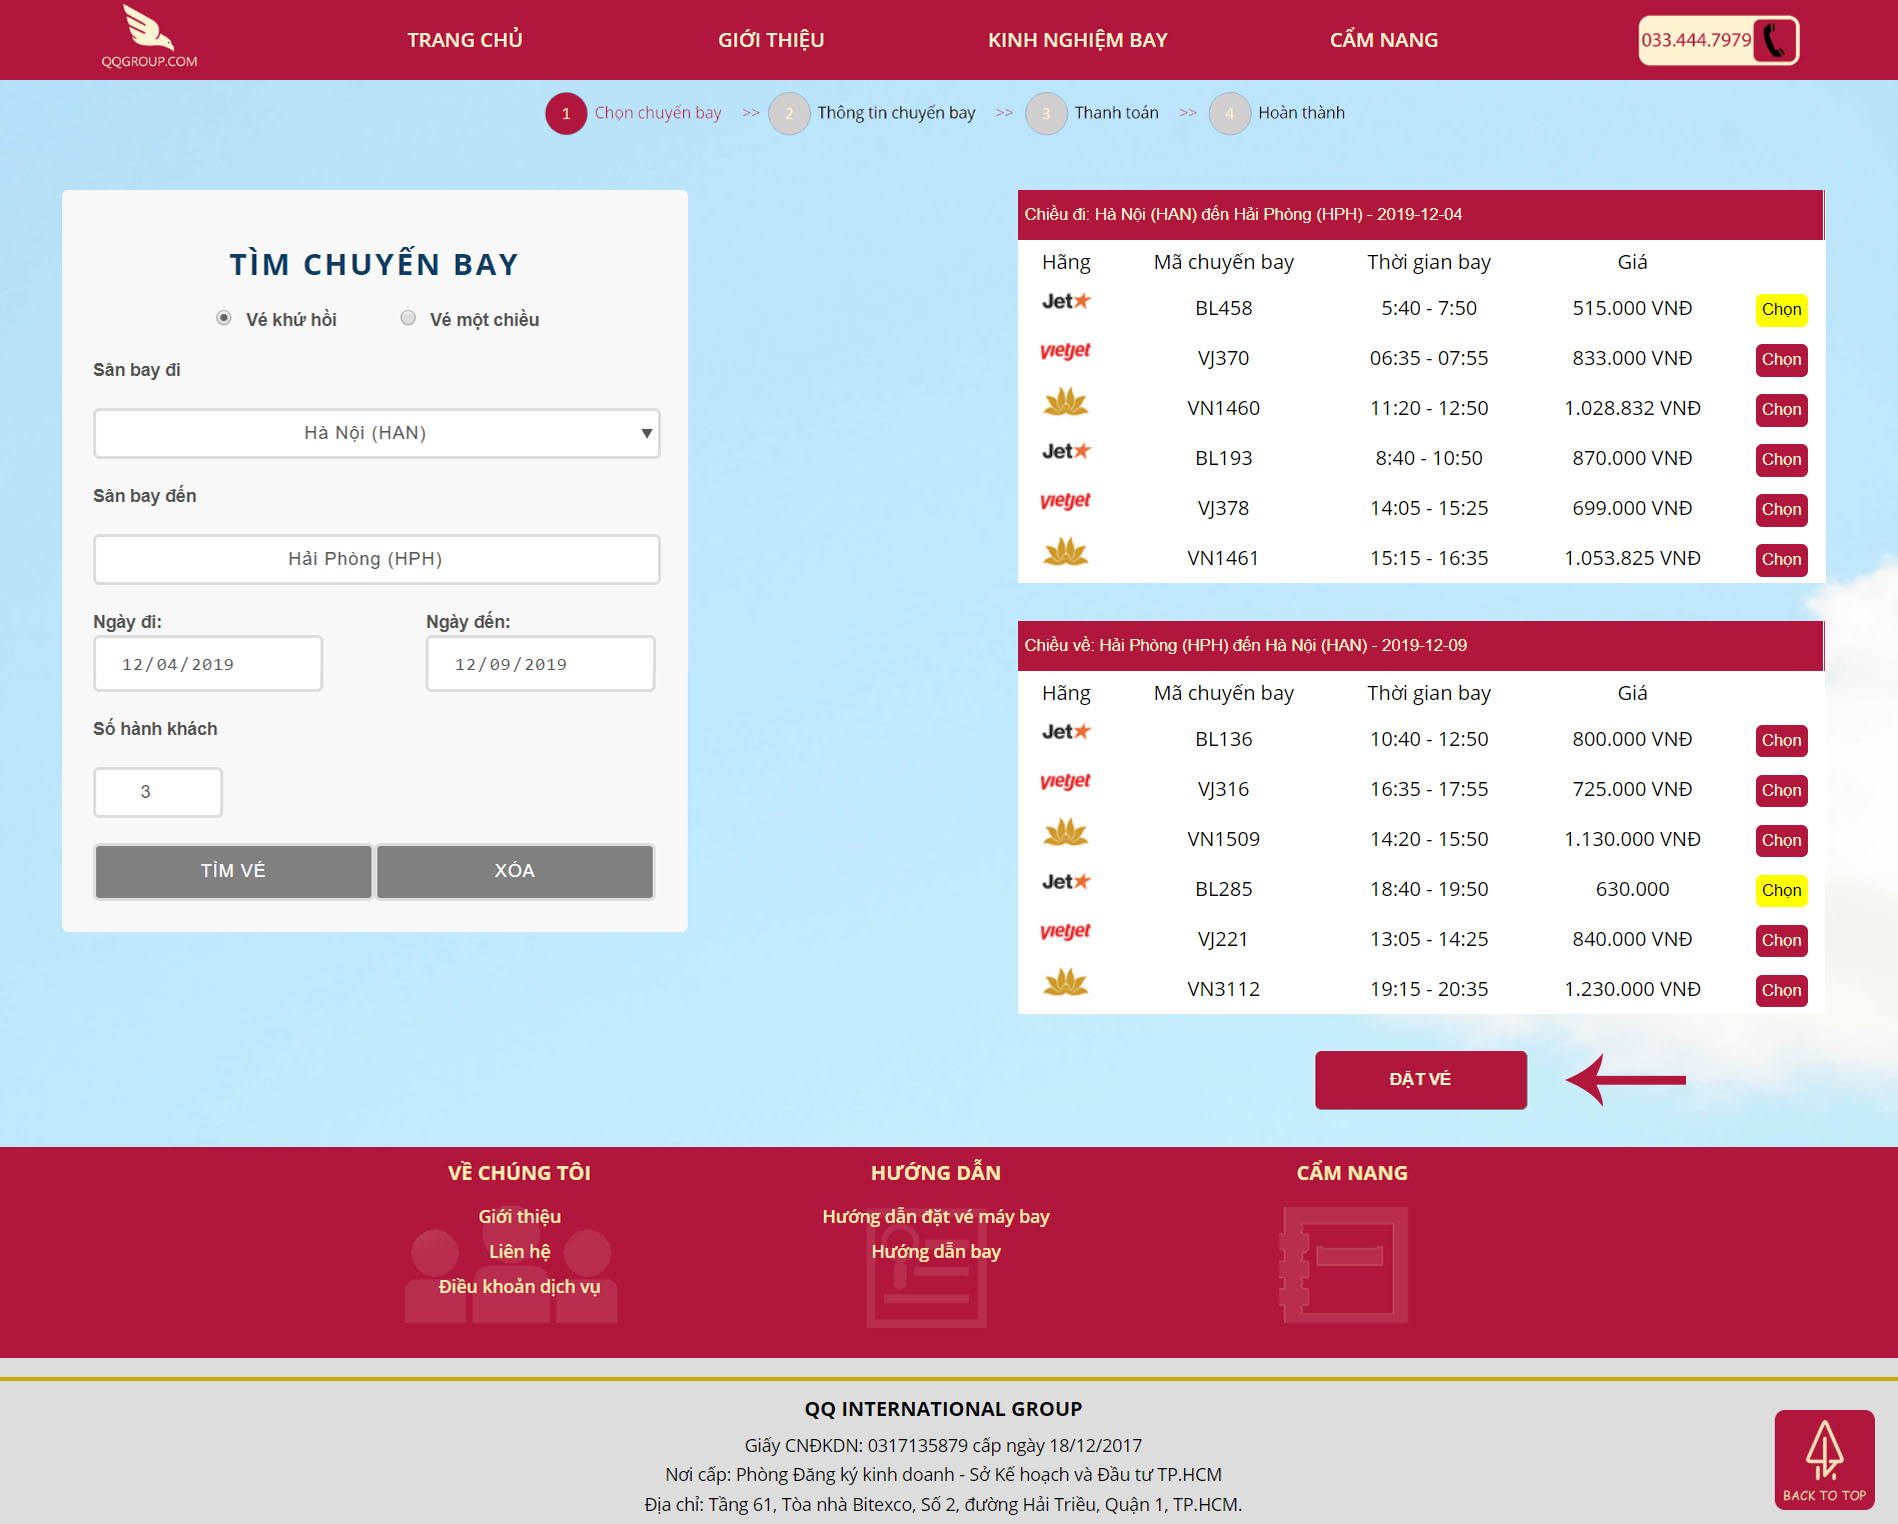 QQGROUP.COM
TRANG CHỦ
GIỚI THIỆU
KINH NGHIỆM BAY
CẨM NANG
033.444.7979
1 Chọn chuyến bay >> 2 Thông tin chuyến bay >> 3 Thanh toán >> 4 Hoàn thành
TÌM CHUYẾN BAY
Vé khứ hồi
Vé một chiều
Sân bay đi
Hà Nội (HAN)
Sân bay đến
Hải Phòng (HPH)
Ngày đi:
Ngày đến:
12/04/2019
12/09/2019
Số hành khách
3
TÌM VÉ
XÓA
Chiều đi: Hà Nội (HAN) đến Hải Phòng (HPH) - 2019-12-04
Hãng Mã chuyến bay Thời gian bay Giá
Jet BL458 5:40 - 7:50 515.000 VNĐ Chọn
vietjet VJ370 06:35 - 07:55 833.000 VNĐ Chọn
VN1460 11:20 - 12:50 1.028.832 VNĐ Chọn
Jet BL193 8:40 - 10:50 870.000 VNĐ Chọn
vietjet VJ378 14:05 - 15:25 699.000 VNĐ Chọn
VN1461 15:15 - 16:35 1.053.825 VNĐ Chọn
Chiều về: Hải Phòng (HPH) đến Hà Nội (HAN) - 2019-12-09
Hãng Mã chuyến bay Thời gian bay Giá
Jet BL136 10:40 - 12:50 800.000 VNĐ Chọn
vietjet VJ316 16:35 - 17:55 725.000 VNĐ Chọn
VN1509 14:20 - 15:50 1.130.000 VNĐ Chọn
Jet BL285 18:40 - 19:50 630.000 Chọn
vietjet VJ221 13:05 - 14:25 840.000 VNĐ Chọn
VN3112 19:15 - 20:35 1.230.000 VNĐ Chọn
ĐẶT VÉ
VỀ CHÚNG TÔI
Giới thiệu
Liên hệ
Điều khoản dịch vụ
HƯỚNG DẪN
Hướng dẫn đặt vé máy bay
Hướng dẫn bay
CẨM NANG
QQ INTERNATIONAL GROUP
Giấy CNĐKDN: 0317135879 cấp ngày 18/12/2017
Nơi cấp: Phòng Đăng ký kinh doanh - Sở Kế hoạch và Đầu tư TP.HCM
Địa chỉ: Tầng 61, Tòa nhà Bitexco, Số 2, đường Hải Triều, Quận 1, TP.HCM.
BACK TO TOP